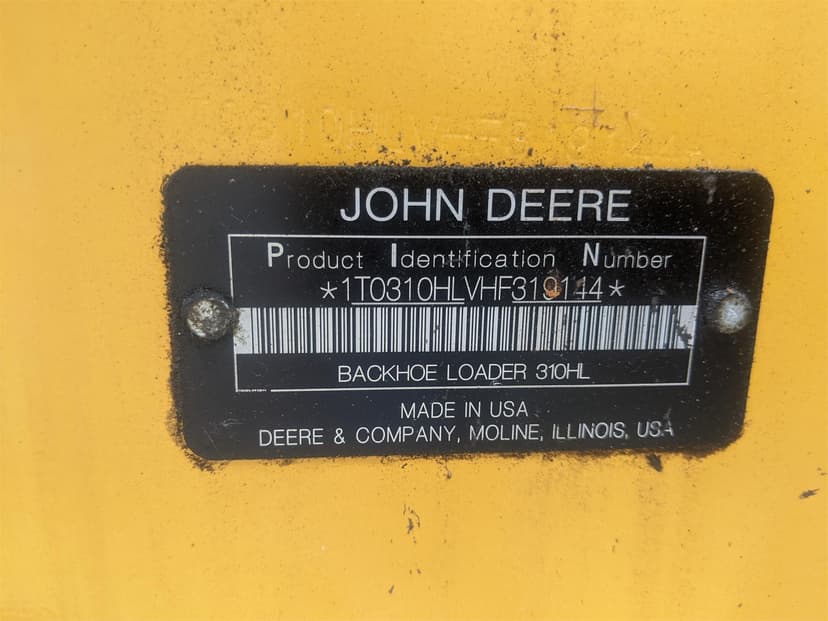 JOHN DEERE
Product Identification Number
*1T0310HLVHF319144*
BACKHOE LOADER 310HL
MADE IN USA
DEERE & COMPANY, MOLINE, ILLINOIS, USA